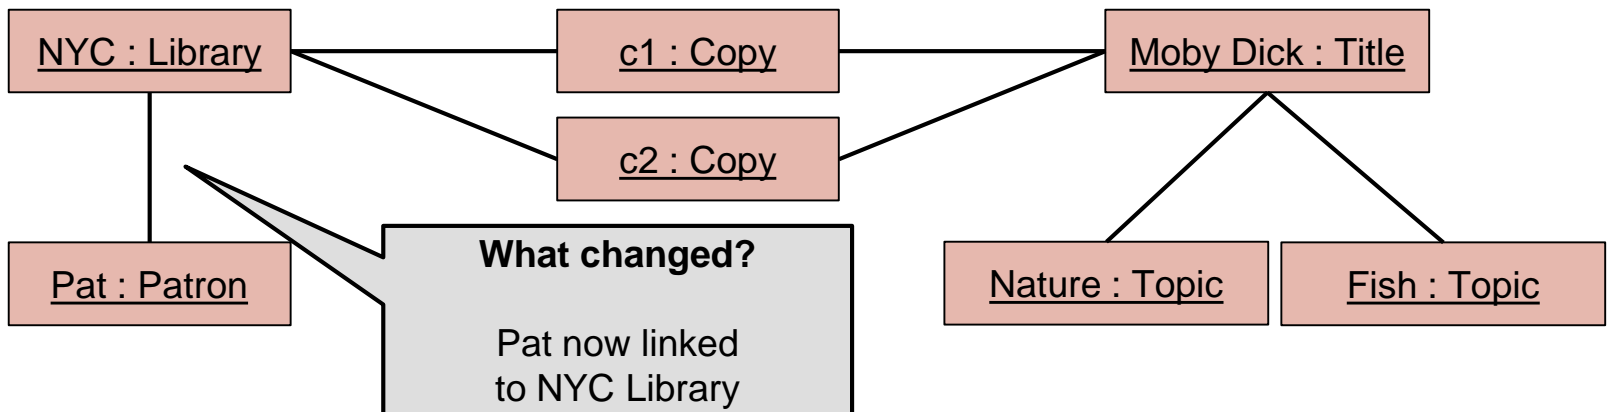 NYC : Library
c1 : Copy
Moby Dick : Title
c2 : Copy
Pat : Patron
What changed?
Pat now linked
to NYC Library
Nature : Topic
Fish : Topic